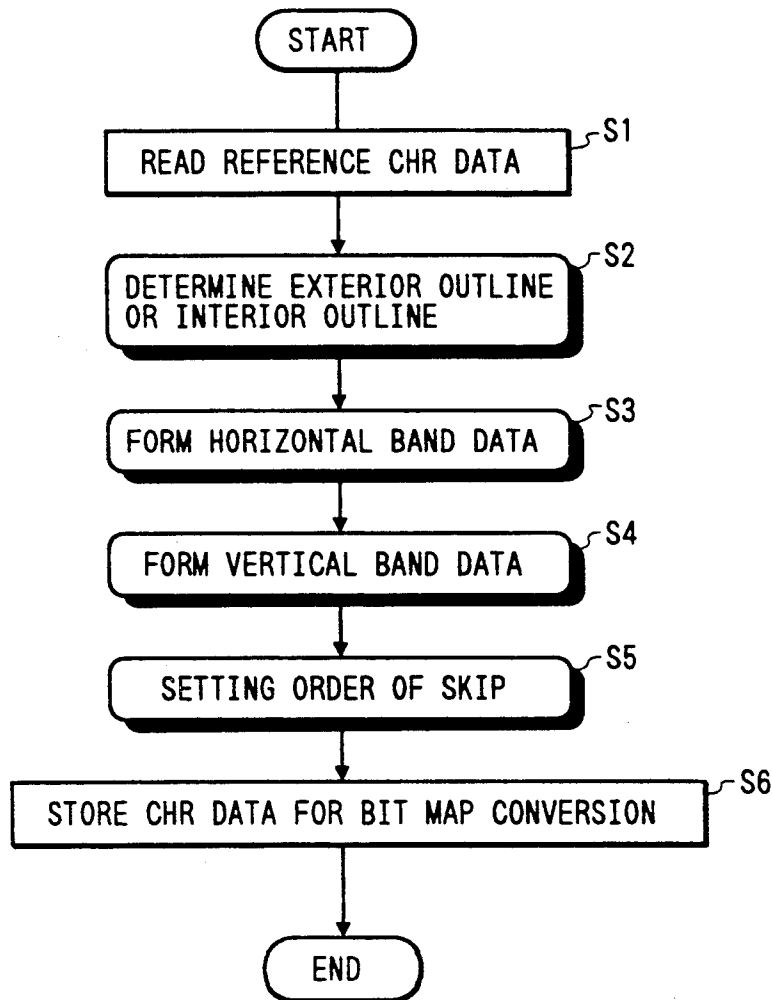 START
S1
READ REFERENCE CHR DATA
S2
DETERMINE EXTERIOR OUTLINE
OR INTERIOR OUTLINE
S3
FORM HORIZONTAL BAND DATA
S4
FORM VERTICAL BAND DATA
S5
SETTING ORDER OF SKIP
S6
STORE CHR DATA FOR BIT MAP CONVERSION
END